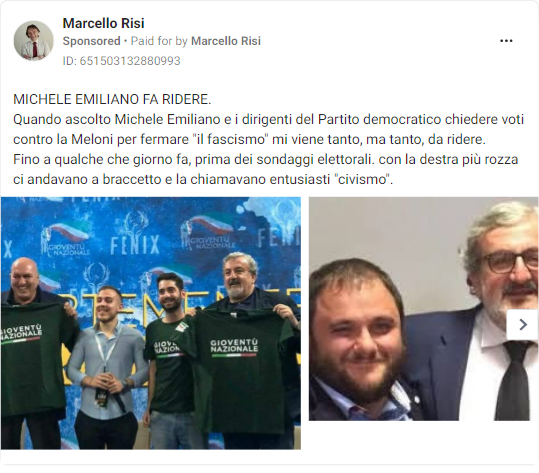 Marcello Risi
Sponsored • Paid for by Marcello Risi
ID: 651503132880993
MICHELE EMILIANO FA RIDERE.
Quando ascolto Michele Emiliano e i dirigenti del Partito democratico chiedere voti
contro la Meloni per fermare "il fascismo" mi viene tanto, ma tanto, da ridere.
Fino a qualche che giorno fa, prima dei sondaggi elettorali. con la destra più rozza
ci andavano a braccetto e la chiamavano entusiasti "civismo".
GIOVENTÙ
NAZIONALE
FENIX
GIOVENTÙ
NAZIONALE
FENIX
GIOVENTÙ
NAZIONALE
GIOVENTÙ
NAZIONALE
GIOVENTÙ
NAZIONALE